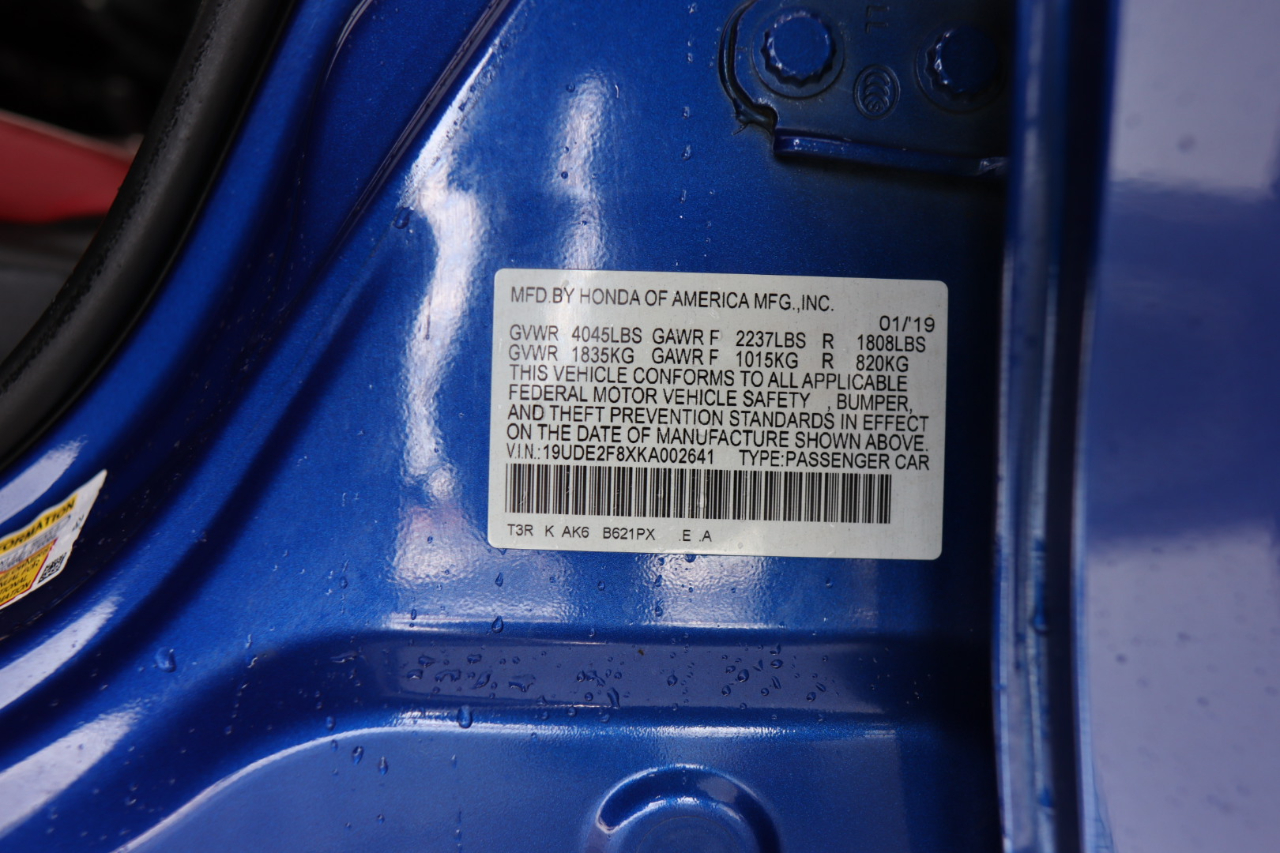 MFD.BY HONDA OF AMERICA MFG.,INC.
01/'19
GVWR 4045LBS GAWR F 2237LBS R 1808LBS
GVWR 1835KG GAWR F 1015KG R 820KG
THIS VEHICLE CONFORMS TO ALL APPLICABLE
FEDERAL MOTOR VEHICLE SAFETY , BUMPER,
AND THEFT PREVENTION STANDARDS IN EFFECT
ON THE DATE OF MANUFACTURE SHOWN ABOVE.
V.I.N.:19UDE2F8XKA002641 TYPE:PASSENGER CAR
T3R K AK6 B621PX .E .A